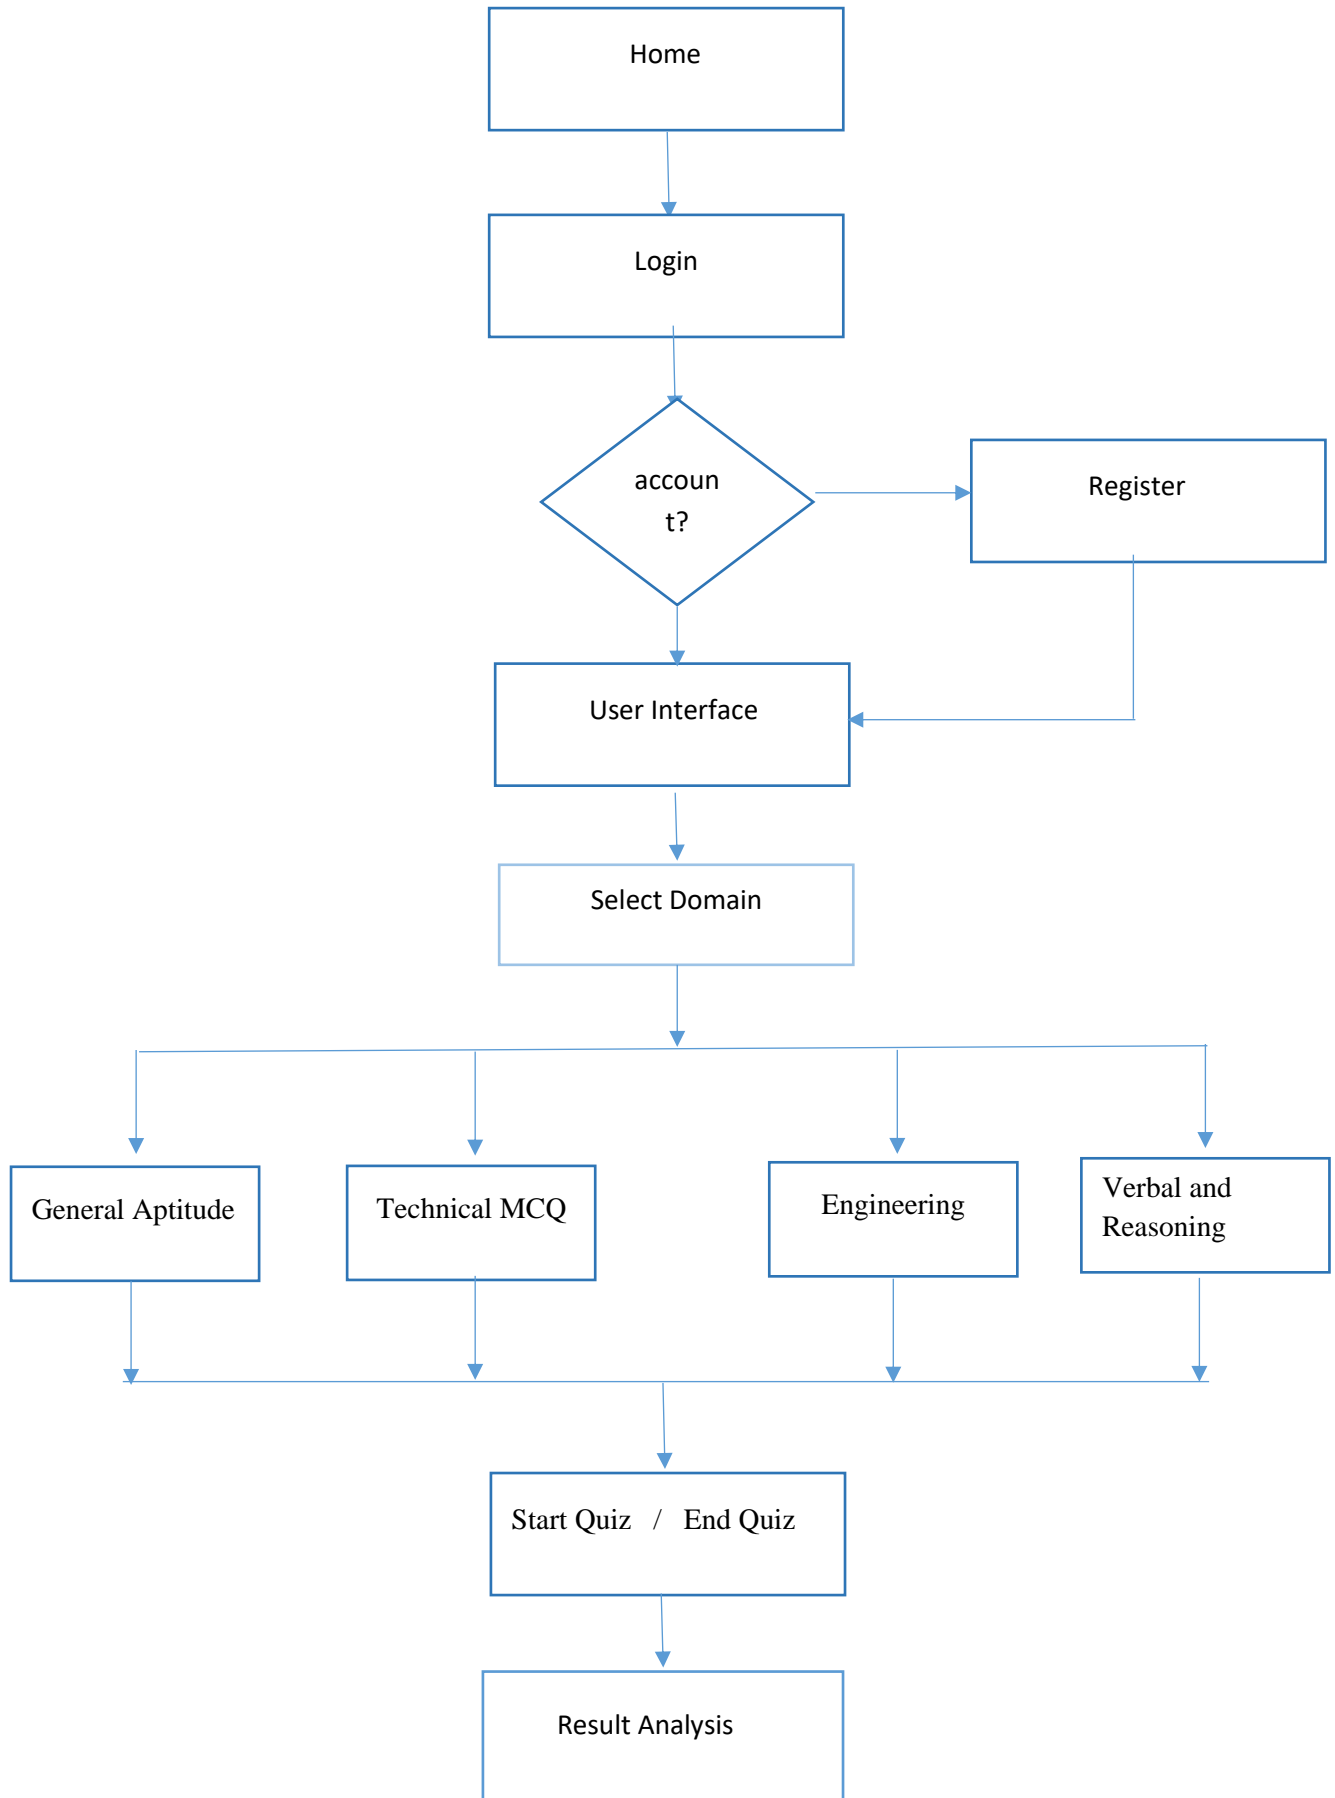 Home
Login
accoun
t?
Register
User Interface
Select Domain
General Aptitude
Technical MCQ
Engineering
Verbal and
Reasoning
Start Quiz / End Quiz
Result Analysis